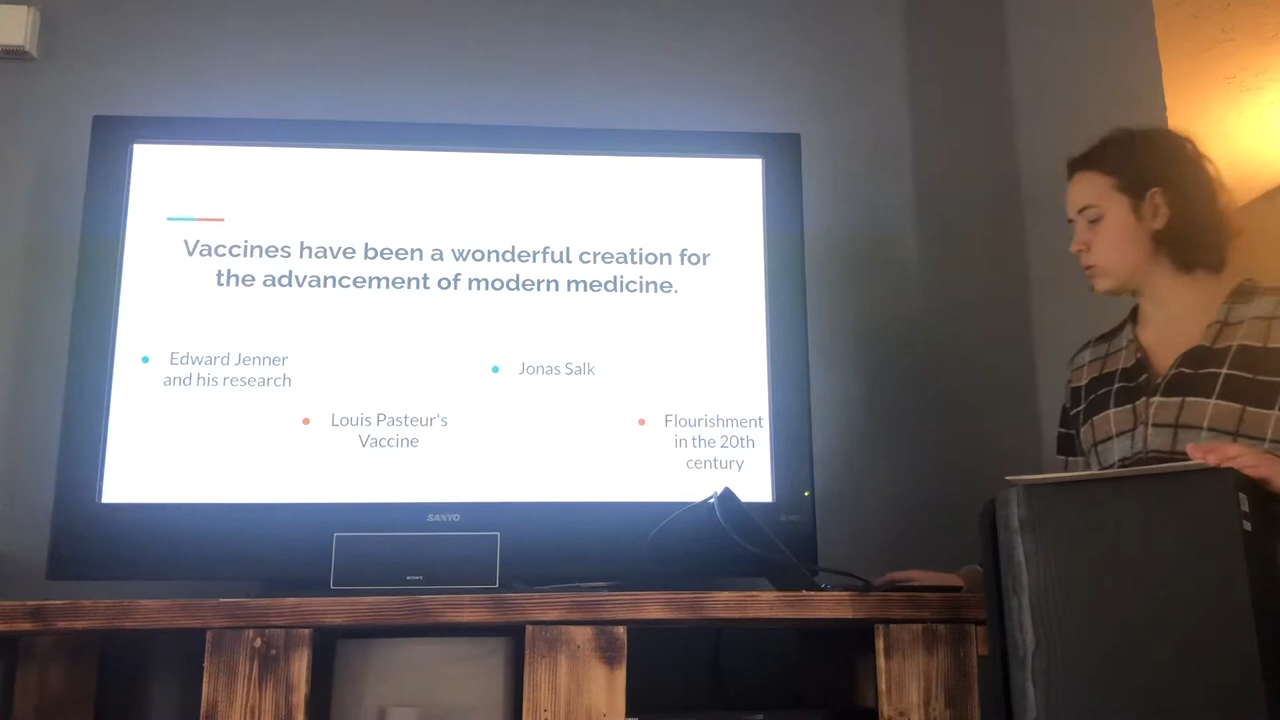 Vaccines have been a wonderful creation for
the advancement of modern medicine.
Edward Jenner
and his research
Jonas Salk
Louis Pasteur's
Vaccine
Flourishment
in the 20th
century
SANYO
SONY